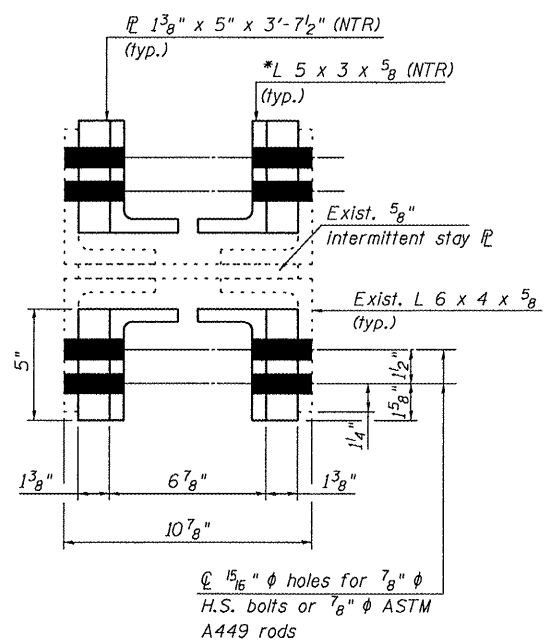 ℄ 1 3/8" x 5" x 3'-7 1/2" (NTR)
(typ.)
*L 5 x 3 x 5/8 (NTR)
(typ.)
Exist. 5/8"
intermittent stay ℄
Exist. L 6 x 4 x 5/8
(typ.)
5"
1 1/2"
1 5/8"
1 1/4"
1 3/8"
6 7/8"
1 3/8"
10 7/8"
℄ 15/16" ϕ holes for 7/8" ϕ
H.S. bolts or 7/8" ϕ ASTM
A449 rods